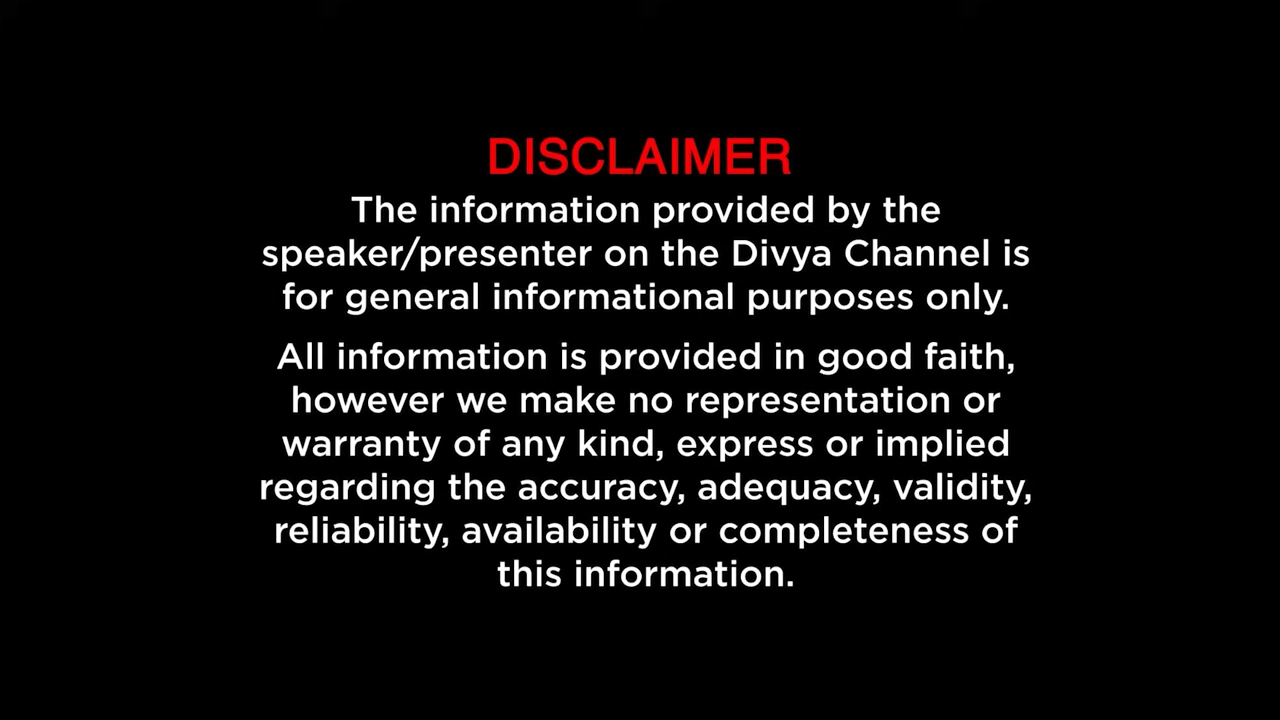 DISCLAIMER
The information provided by the
speaker/presenter on the Divya Channel is
for general informational purposes only.
All information is provided in good faith,
however we make no representation or
warranty of any kind, express or implied
regarding the accuracy, adequacy, validity,
reliability, availability or completeness of
this information.